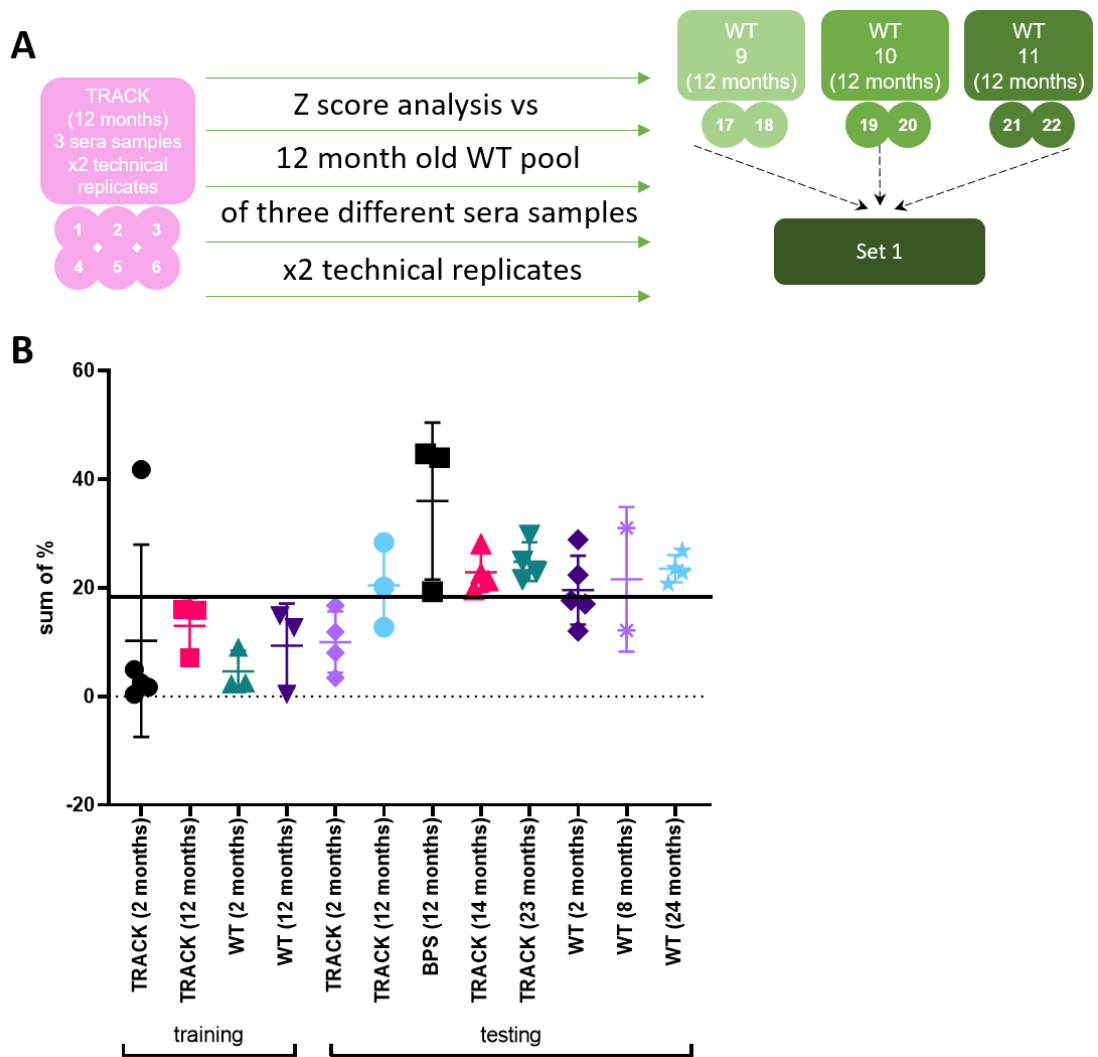 A
TRACK
(12 months)
3 sera samples
x2 technical
replicates
1 2 3
4 5 6
Z score analysis vs
12 month old WT pool
of three different sera samples
x2 technical replicates
WT
9
(12 months)
17 18
WT
10
(12 months)
19 20
WT
11
(12 months)
21 22
Set 1
B
sum of %
60
40
20
0
-20
TRACK (2 months)
TRACK (12 months)
WT (2 months)
WT (12 months)
TRACK (2 months)
TRACK (12 months)
BPS (12 months)
TRACK (14 months)
TRACK (23 months)
WT (2 months)
WT (8 months)
WT (24 months)
training
testing